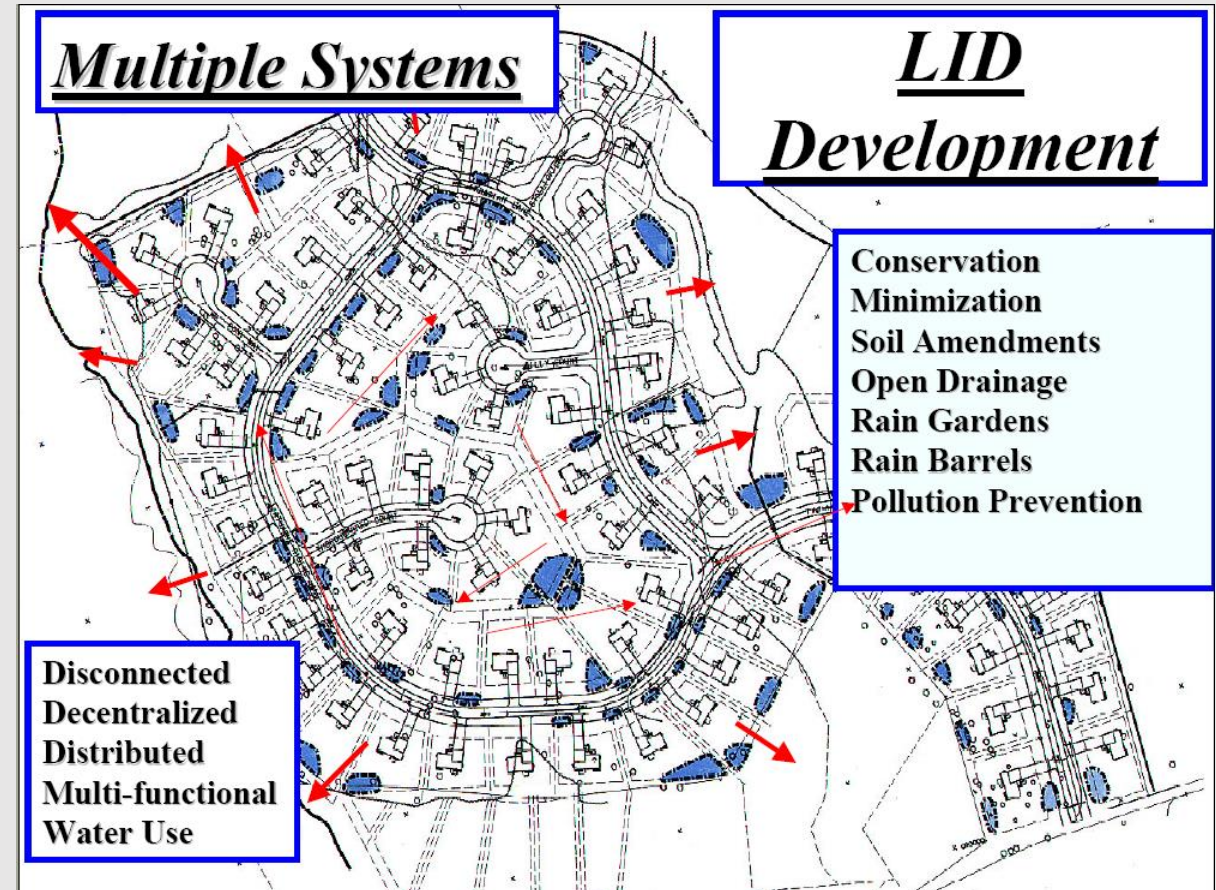 Multiple Systems
LID
Development
Conservation
Minimization
Soil Amendments
Open Drainage
Rain Gardens
Rain Barrels
Pollution Prevention
Disconnected
Decentralized
Distributed
Multi-functional
Water Use